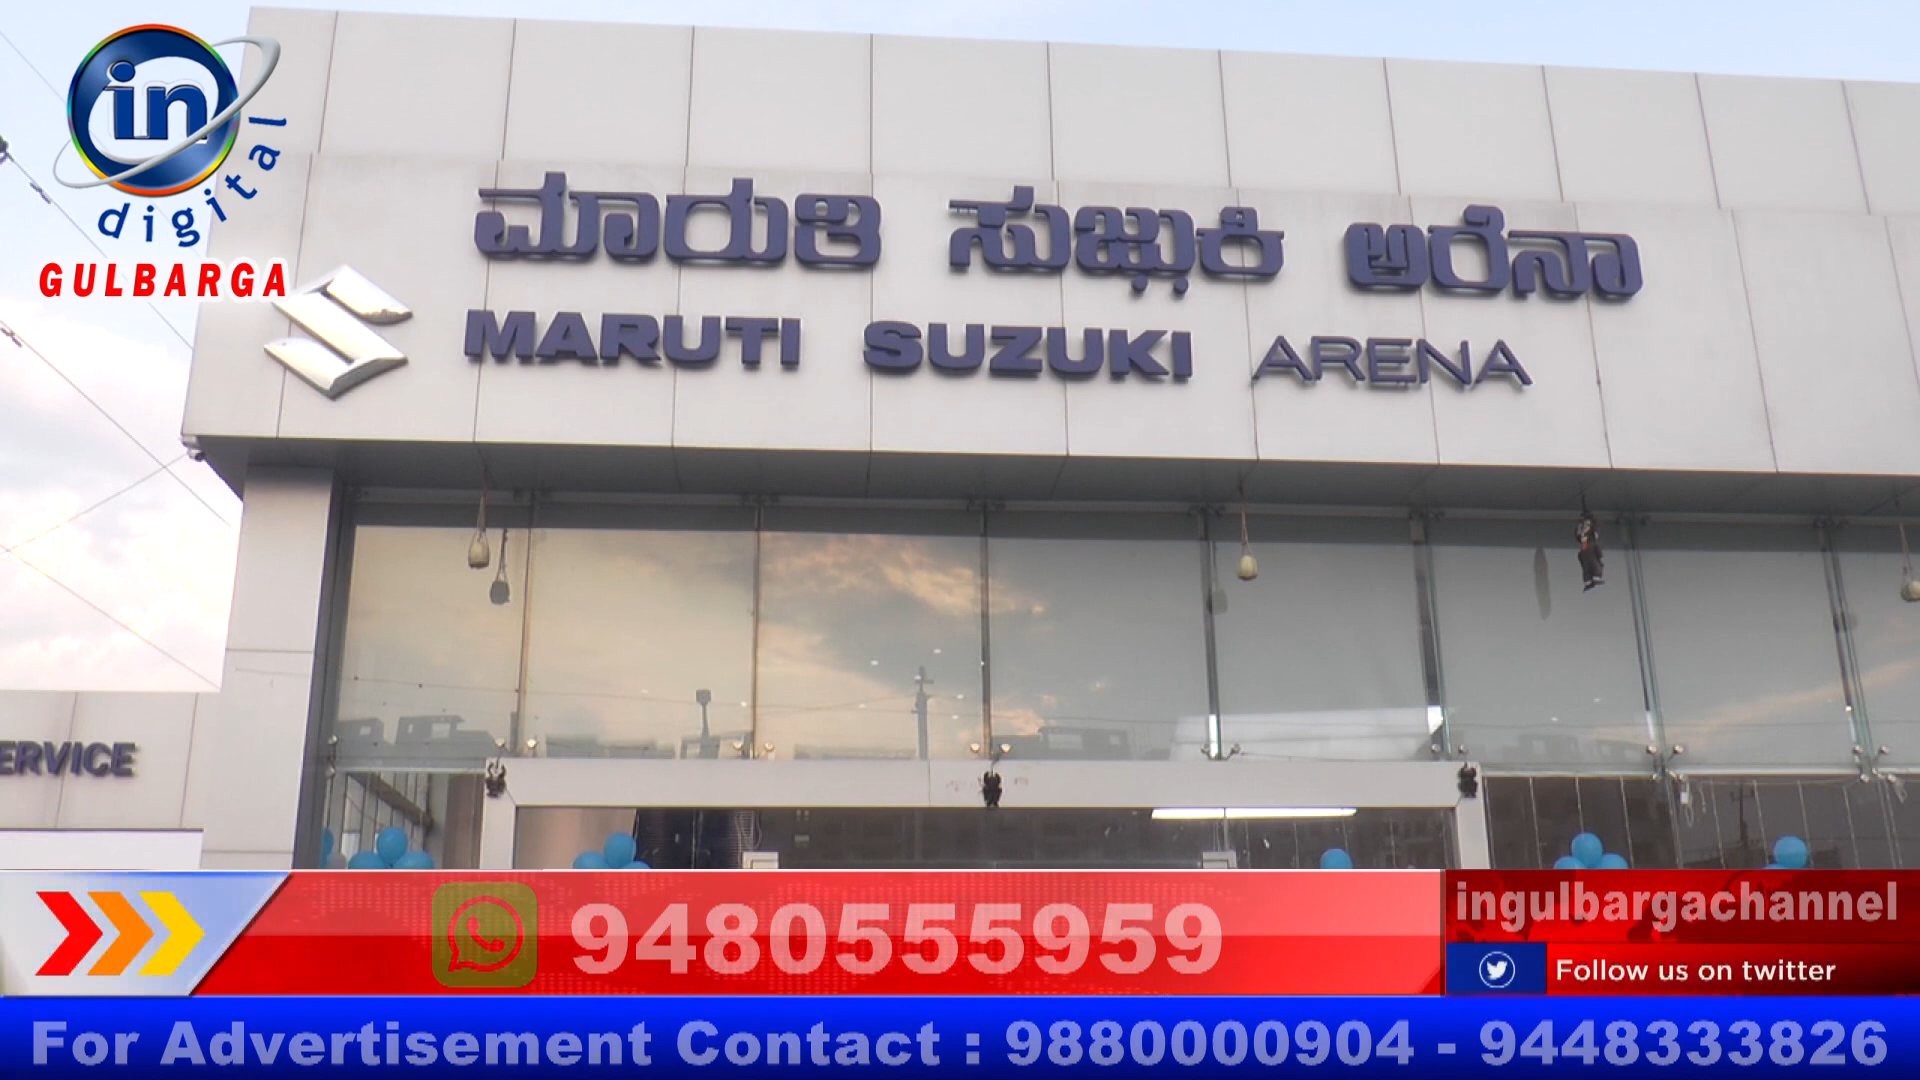 in
digital
GULBARGA
ಮಾರುತಿ ಸುಜ಼ುಕಿ ಅರೆನಾ
MARUTI SUZUKI ARENA
ERVICE
9480555959
ingulbargachannel
Follow us on twitter
For Advertisement Contact : 9880000904 - 9448333826